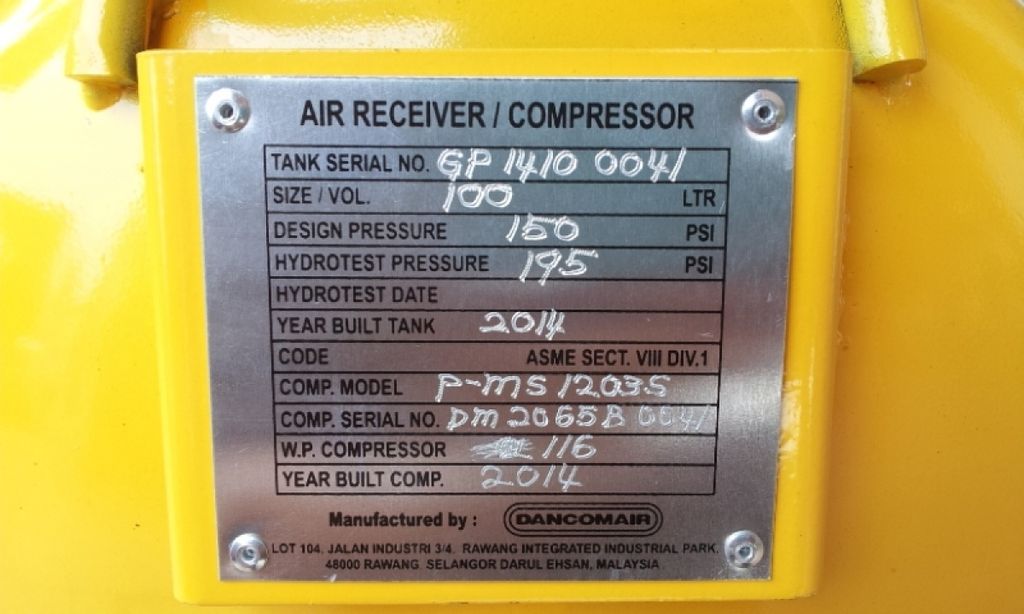 AIR RECEIVER / COMPRESSOR
TANK SERIAL NO. GP 1410 0041
SIZE / VOL. 100 LTR
DESIGN PRESSURE 150 PSI
HYDROTEST PRESSURE 195 PSI
HYDROTEST DATE
YEAR BUILT TANK 2014
CODE ASME SECT. VIII DIV.1
COMP. MODEL P-MS 1203S
COMP. SERIAL NO. DM 2065B 0041
W.P. COMPRESSOR 116
YEAR BUILT COMP. 2014
Manufactured by : DANCOMAIR
LOT 104, JALAN INDUSTRI 3/4, RAWANG INTEGRATED INDUSTRIAL PARK,
48000 RAWANG SELANGOR DARUL EHSAN, MALAYSIA